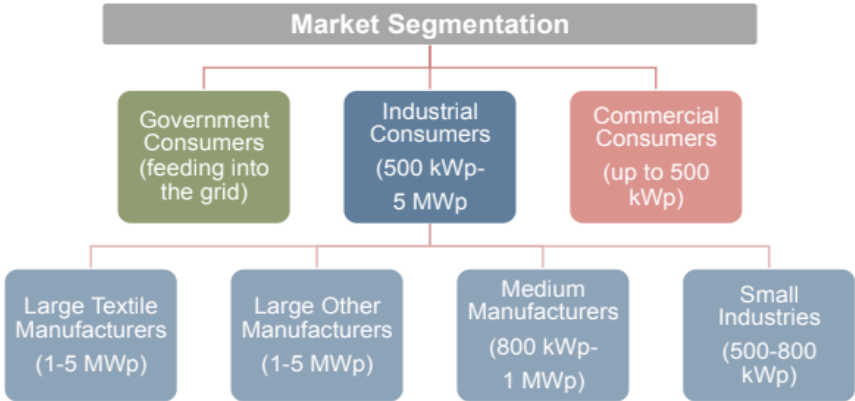 Market Segmentation
Government
Consumers
(feeding into
the grid)
Industrial
Consumers
(500 kWp-
5 MWp
Commercial
Consumers
(up to 500
kWp)
Large Textile
Manufacturers
(1-5 MWp)
Large Other
Manufacturers
(1-5 MWp)
Medium
Manufacturers
(800 kWp-
1 MWp)
Small
Industries
(500-800
kWp)